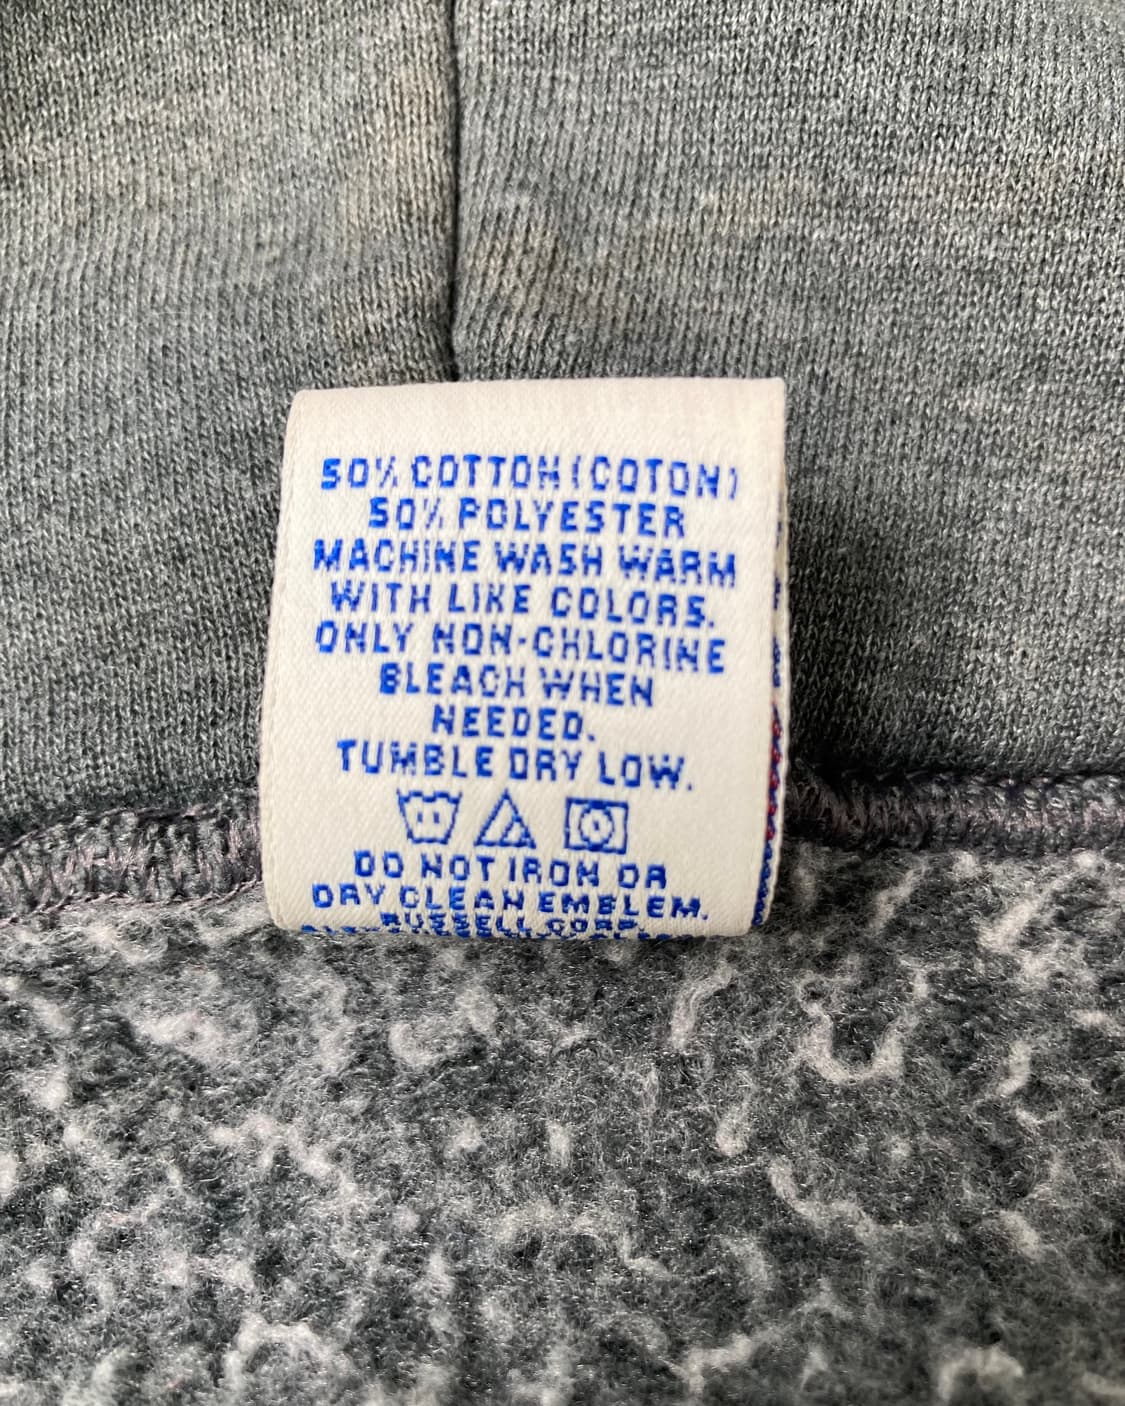 50% COTTON (COTON)
50% POLYESTER
MACHINE WASH WARM
WITH LIKE COLORS.
ONLY NON-CHLORINE
BLEACH WHEN
NEEDED.
TUMBLE DRY LOW.
DO NOT IRON OR
DRY CLEAN EMBLEM.
RUSSELL CORP.